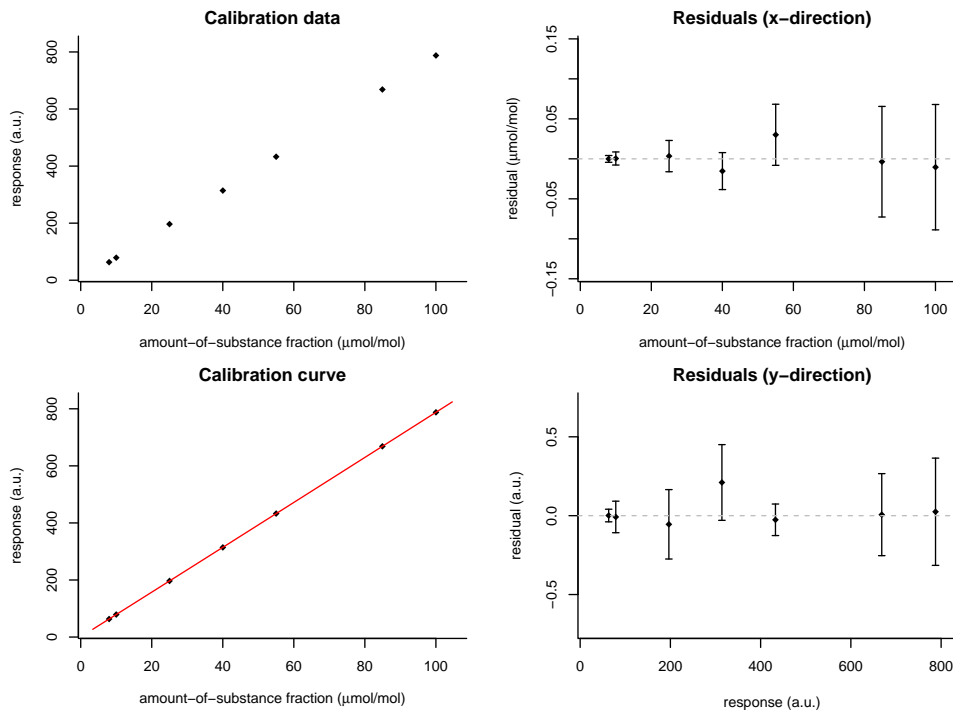 Calibration data
800
600
400
200
0
response (a.u.)
0 20 40 60 80 100
amount−of−substance fraction (μmol/mol)
Residuals (x−direction)
0.15
0.05
−0.05
−0.15
residual (μmol/mol)
0 20 40 60 80 100
amount−of−substance fraction (μmol/mol)
Calibration curve
800
600
400
200
0
response (a.u.)
0 20 40 60 80 100
amount−of−substance fraction (μmol/mol)
Residuals (y−direction)
0.5
0.0
−0.5
residual (a.u.)
0 200 400 600 800
response (a.u.)